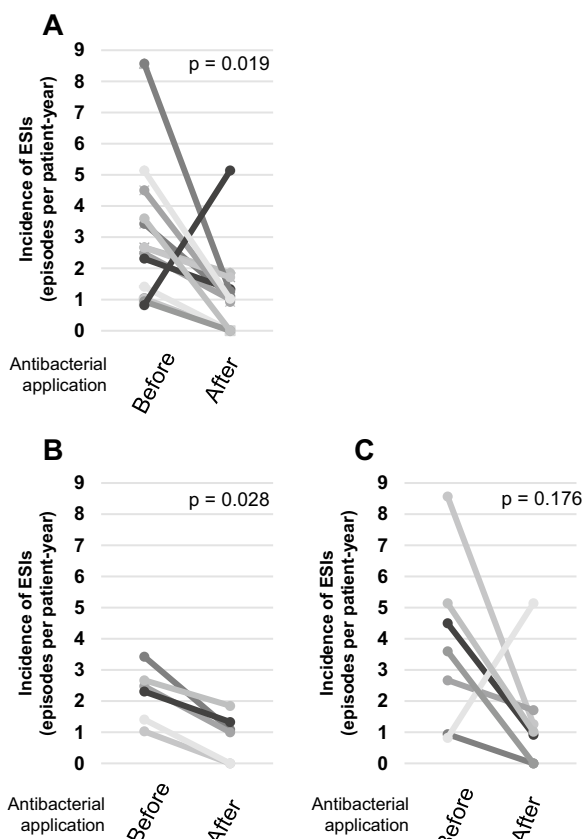 A
p = 0.019
Incidence of ESIs
(episodes per patient-year)
9
8
7
6
5
4
3
2
1
0
Antibacterial
application
Before
After
B
p = 0.028
Incidence of ESIs
(episodes per patient-year)
9
8
7
6
5
4
3
2
1
0
Antibacterial
application
Before
After
C
p = 0.176
Incidence of ESIs
(episodes per patient-year)
9
8
7
6
5
4
3
2
1
0
Antibacterial
application
Before
After